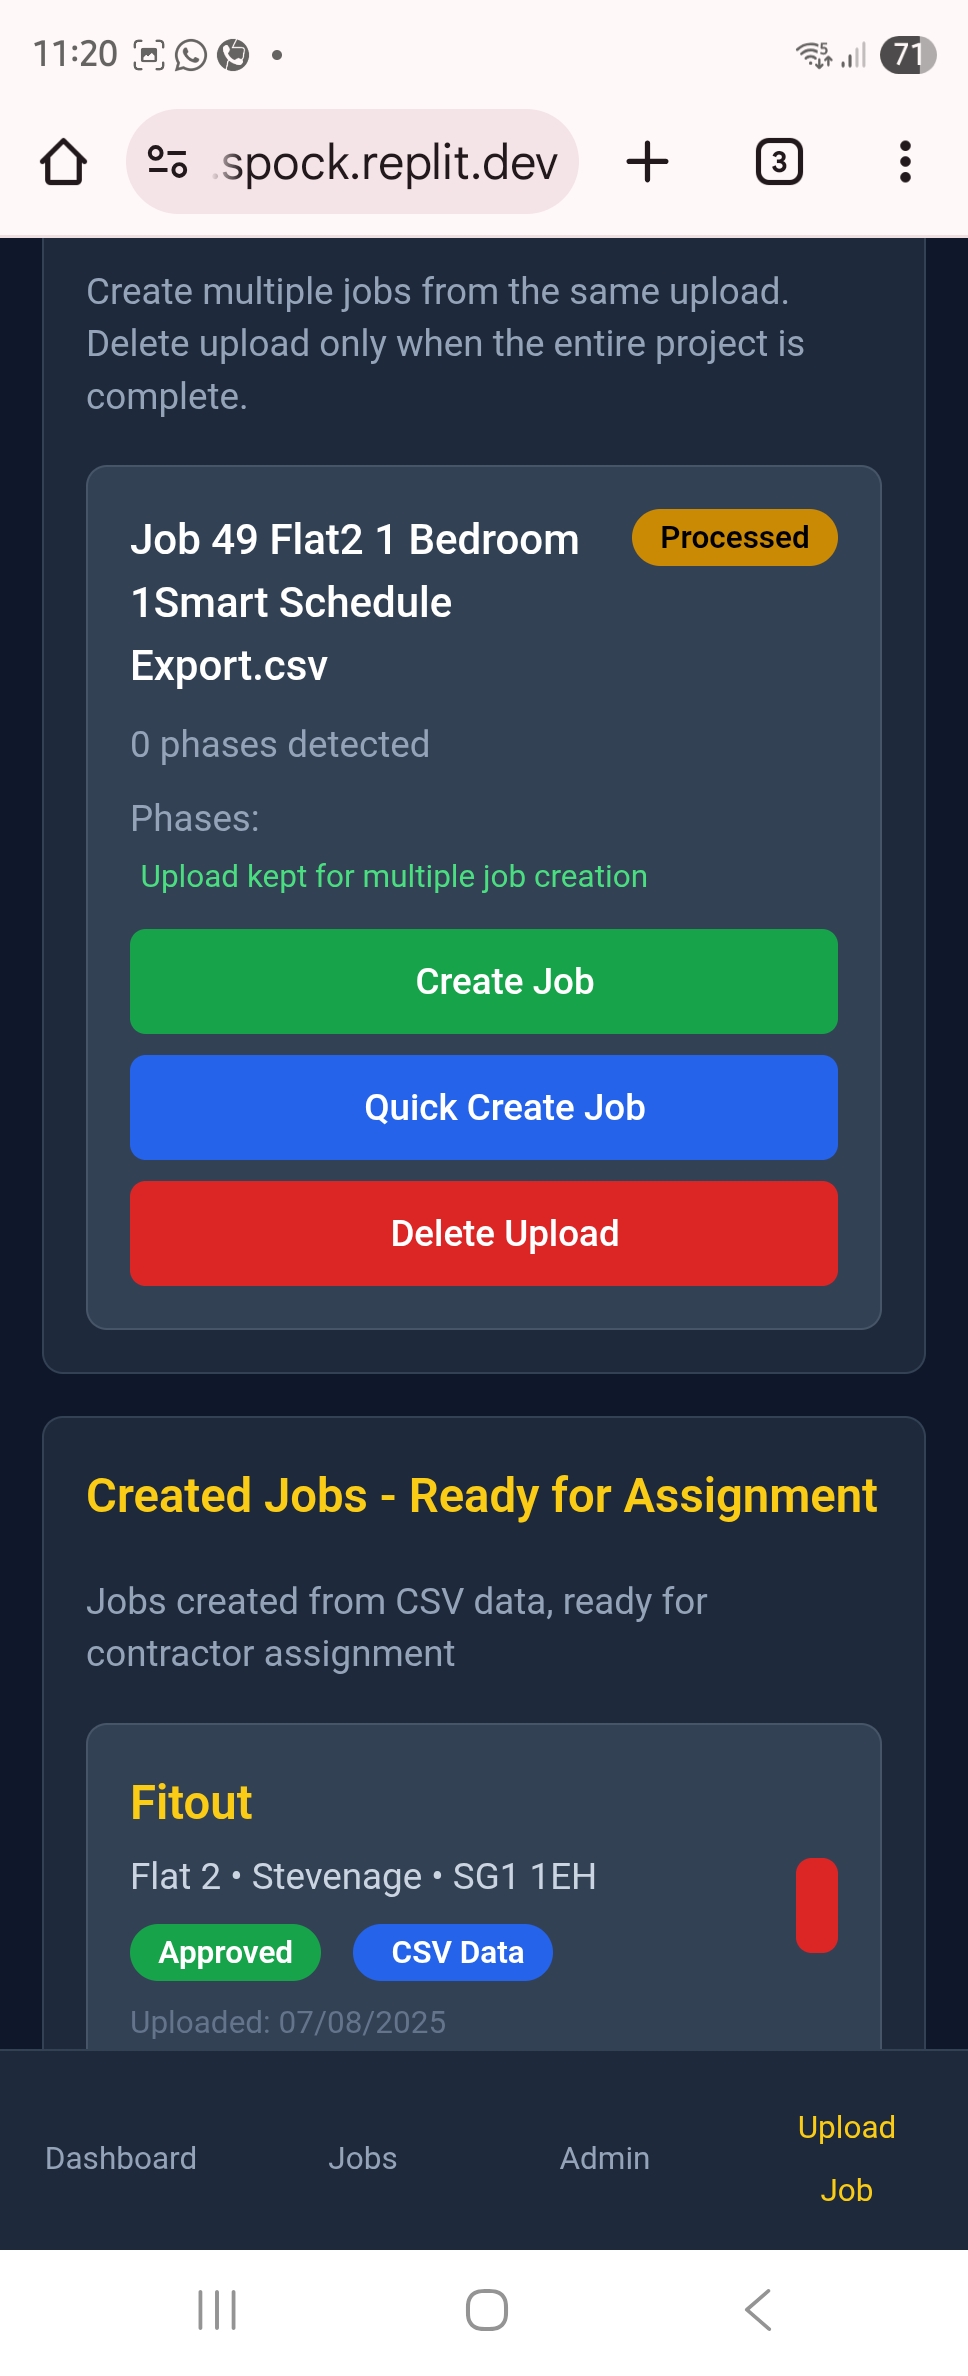 11:20
5
71
.spock.replit.dev
3
Create multiple jobs from the same upload.
Delete upload only when the entire project is
complete.
Job 49 Flat2 1 Bedroom
1Smart Schedule
Export.csv
Processed
0 phases detected
Phases:
Upload kept for multiple job creation
Create Job
Quick Create Job
Delete Upload
Created Jobs - Ready for Assignment
Jobs created from CSV data, ready for
contractor assignment
Fitout
Flat 2 • Stevenage • SG1 1EH
Approved
CSV Data
Uploaded: 07/08/2025
Dashboard
Jobs
Admin
Upload
Job